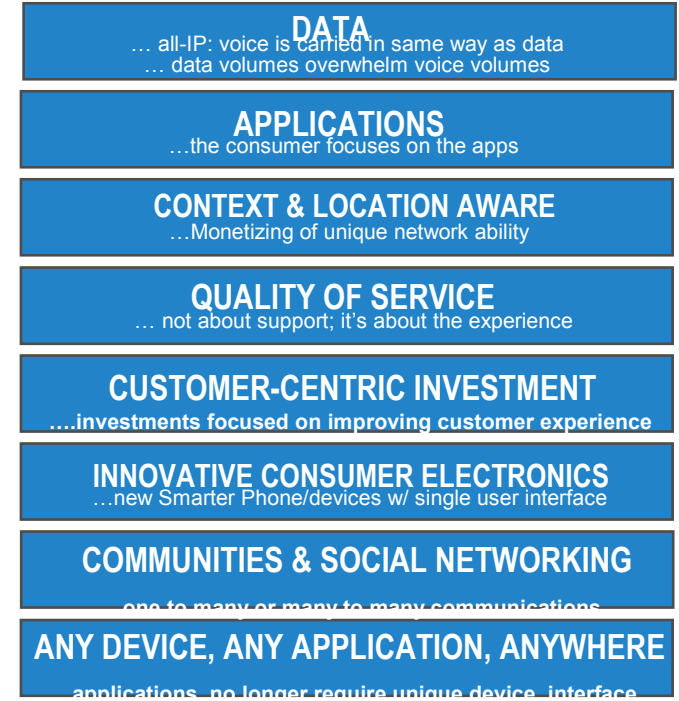 DATA
… all-IP: voice is carried in same way as data
… data volumes overwhelm voice volumes
APPLICATIONS
…the consumer focuses on the apps
CONTEXT & LOCATION AWARE
…Monetizing of unique network ability
QUALITY OF SERVICE
… not about support; it’s about the experience
CUSTOMER-CENTRIC INVESTMENT
….investments focused on improving customer experience
INNOVATIVE CONSUMER ELECTRONICS
…new Smarter Phone/devices w/ single user interface
COMMUNITIES & SOCIAL NETWORKING
one to many or many to many communications
ANY DEVICE, ANY APPLICATION, ANYWHERE
applications no longer require unique device interface